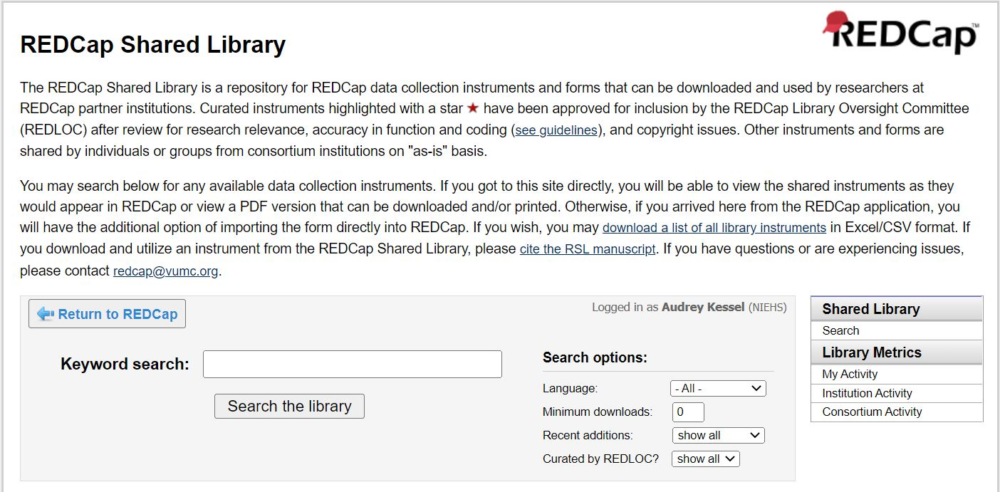 REDCap™
REDCap Shared Library
The REDCap Shared Library is a repository for REDCap data collection instruments and forms that can be downloaded and used by researchers at
REDCap partner institutions. Curated instruments highlighted with a star ★ have been approved for inclusion by the REDCap Library Oversight Committee
(REDLOC) after review for research relevance, accuracy in function and coding (see guidelines), and copyright issues. Other instruments and forms are
shared by individuals or groups from consortium institutions on "as-is" basis.
You may search below for any available data collection instruments. If you got to this site directly, you will be able to view the shared instruments as they
would appear in REDCap or view a PDF version that can be downloaded and/or printed. Otherwise, if you arrived here from the REDCap application, you
will have the additional option of importing the form directly into REDCap. If you wish, you may download a list of all library instruments in Excel/CSV format. If
you download and utilize an instrument from the REDCap Shared Library, please cite the RSL manuscript. If you have questions or are experiencing issues,
please contact redcap@vumc.org.
Return to REDCap
Logged in as Audrey Kessel (NIEHS)
Keyword search:
Search the library
Search options:
Language: - All -
Minimum downloads: 0
Recent additions: show all
Curated by REDLOC? show all
Shared Library
Search
Library Metrics
My Activity
Institution Activity
Consortium Activity